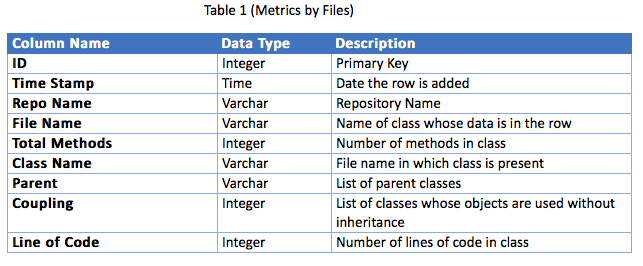 Table 1 (Metrics by Files)
Column Name Data Type Description
ID Integer Primary Key
Time Stamp Time Date the row is added
Repo Name Varchar Repository Name
File Name Varchar Name of class whose data is in the row
Total Methods Integer Number of methods in class
Class Name Varchar File name in which class is present
Parent Varchar List of parent classes
Coupling Integer List of classes whose objects are used without
inheritance
Line of Code Integer Number of lines of code in class